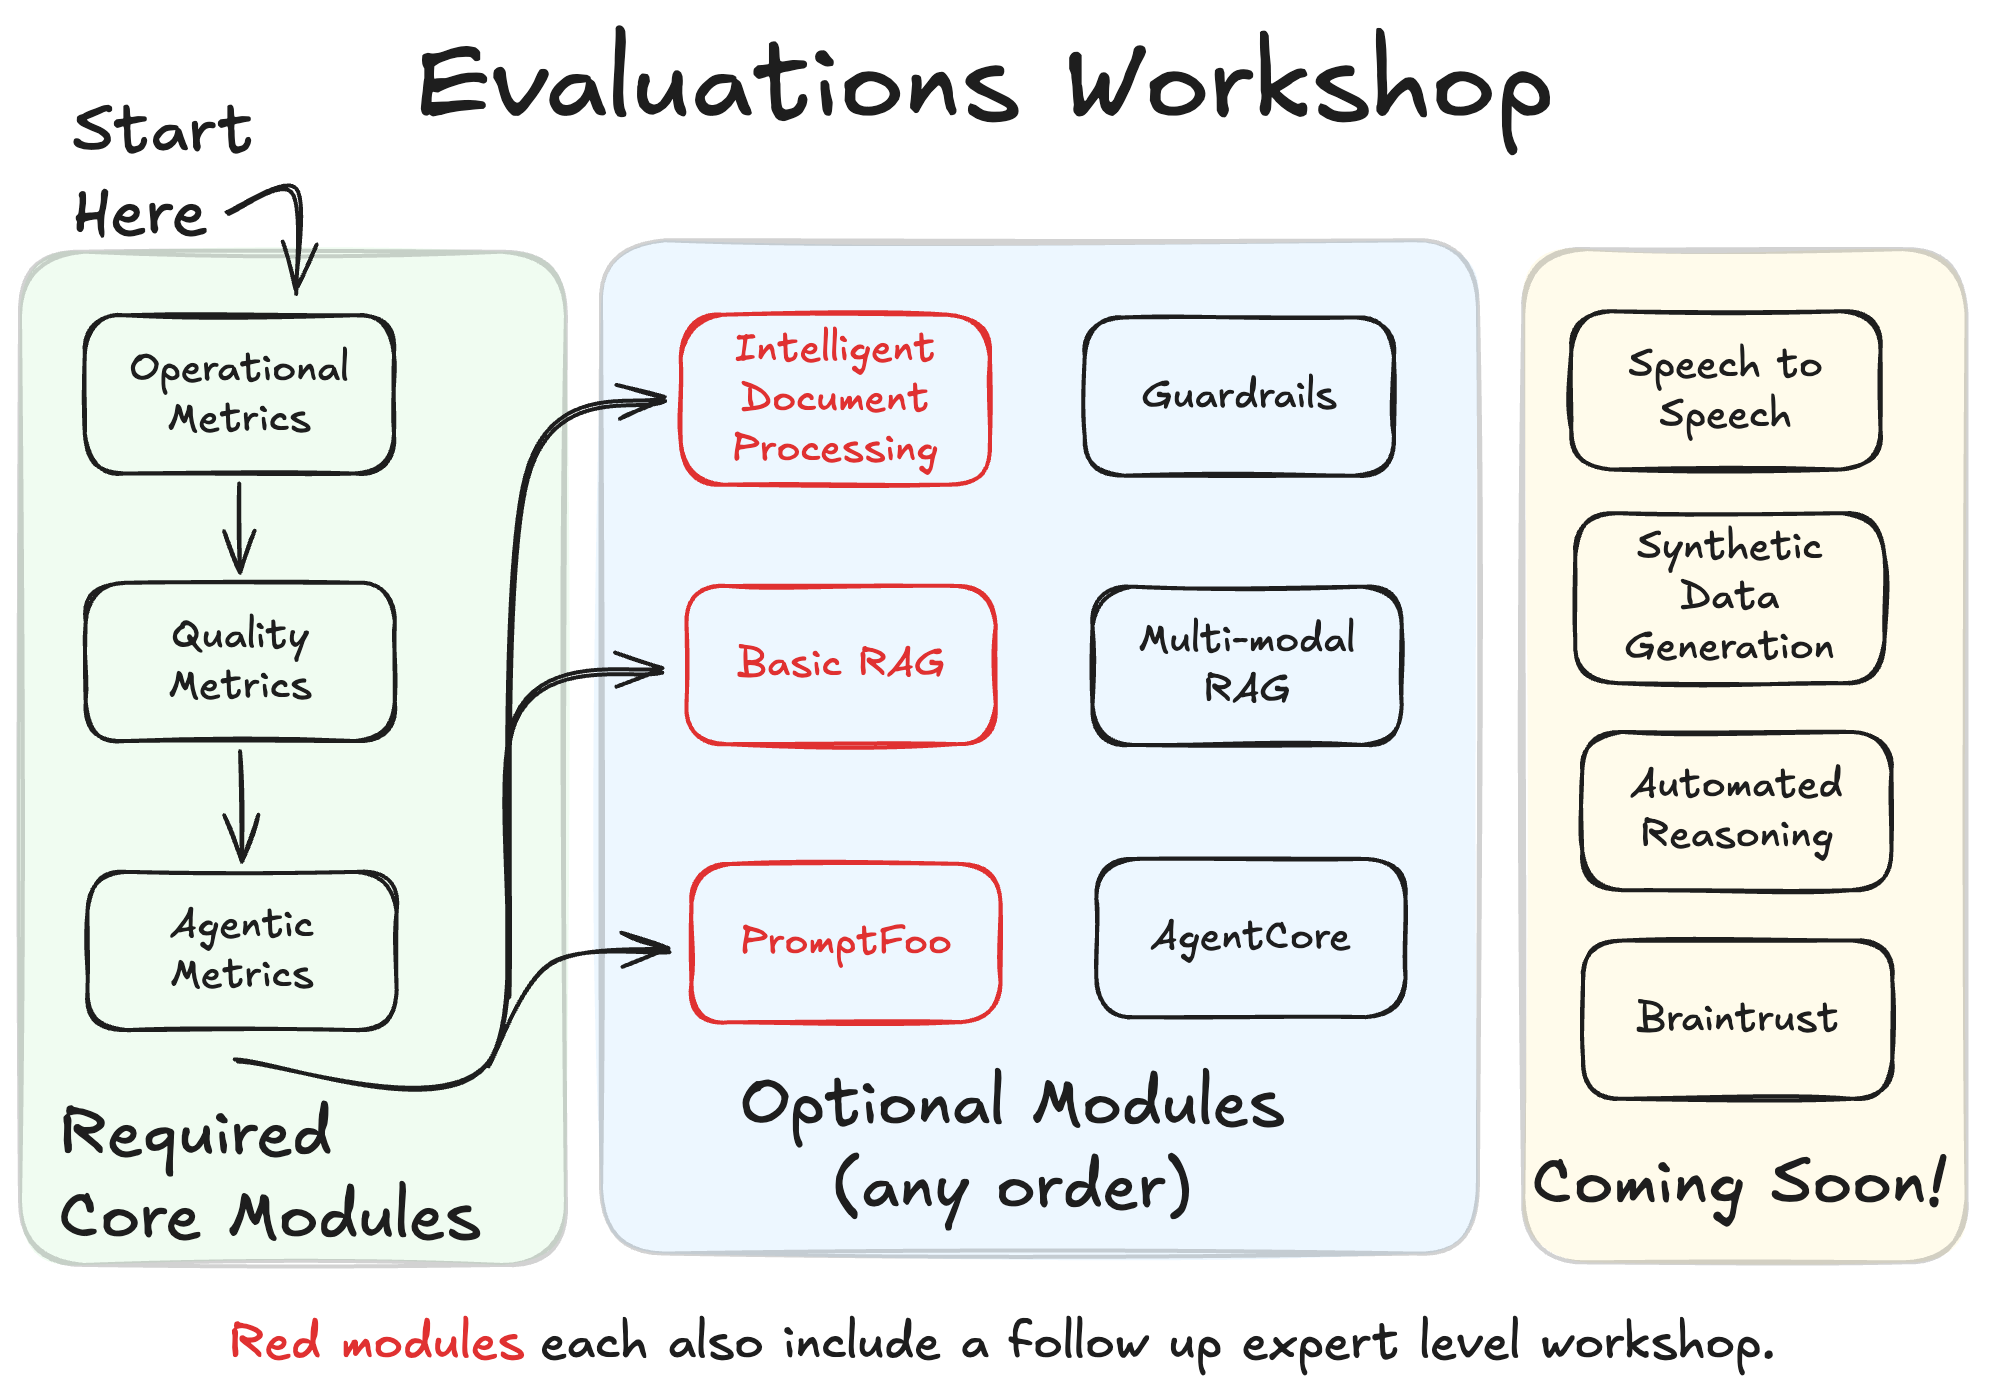 Evaluations Workshop
Start
Here
Operational
Metrics
Quality
Metrics
Agentic
Metrics
Required
Core Modules
Intelligent
Document
Processing
Guardrails
Basic RAG
Multi-modal
RAG
PromptFoo
AgentCore
Optional Modules
(any order)
Speech to
Speech
Synthetic
Data
Generation
Automated
Reasoning
Braintrust
Coming Soon!
Red modules each also include a follow up expert level workshop.